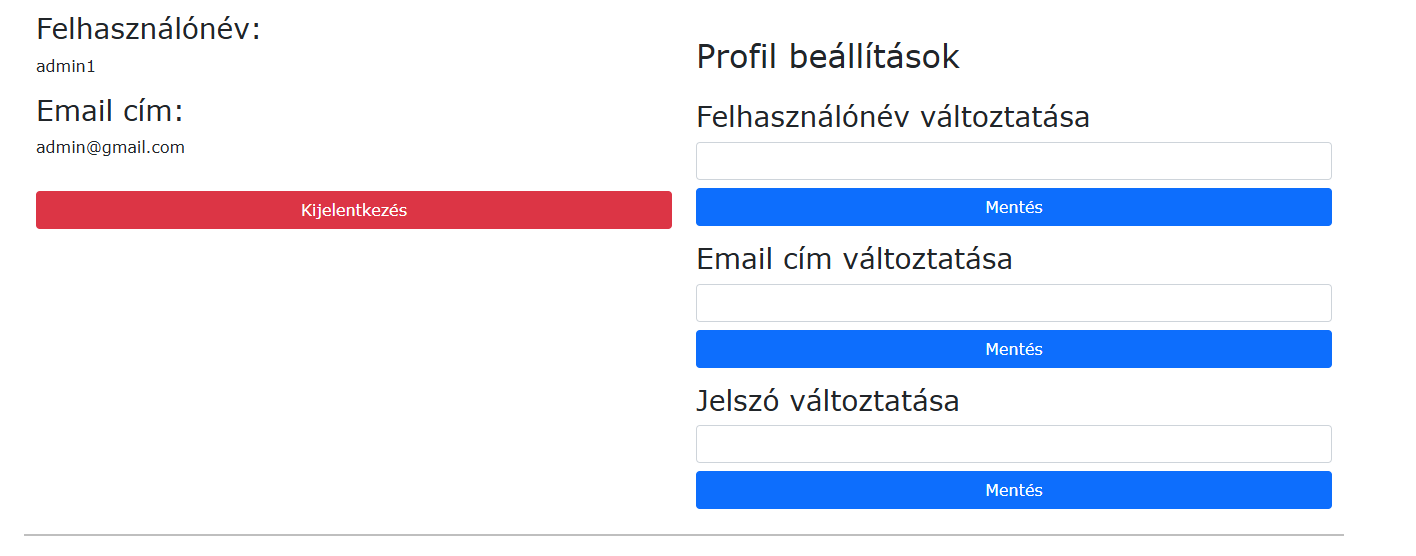 Felhasználónév:
admin1
Email cím:
admin@gmail.com
Kijelentkezés
Profil beállítások
Felhasználónév változtatása
Mentés
Email cím változtatása
Mentés
Jelszó változtatása
Mentés